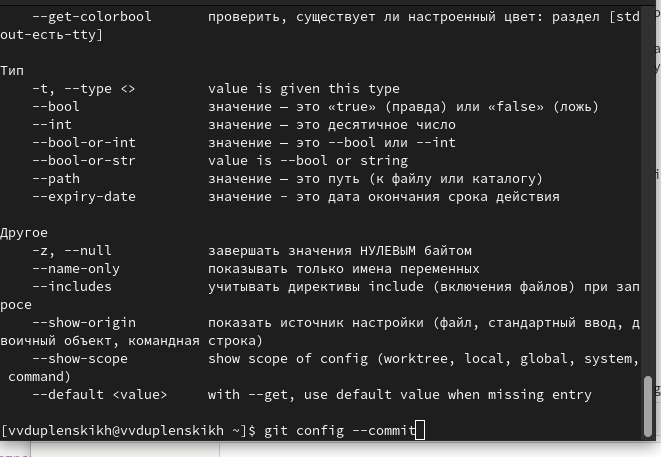 --get-colorbool проверить, существует ли настроенный цвет: раздел [std
out-есть-tty]
Тип
-t, --type <> value is given this type
--bool значение — это «true» (правда) или «false» (ложь)
--int значение — это десятичное число
--bool-or-int значение — это --bool или --int
--bool-or-str value is --bool or string
--path значение — это путь (к файлу или каталогу)
--expiry-date значение - это дата окончания срока действия
Другое
-z, --null завершать значения НУЛЕВЫМ байтом
--name-only показывать только имена переменных
--includes учитывать директивы include (включения файлов) при зап
росе
--show-origin показать источник настройки (файл, стандартный ввод, д
воичный объект, командная строка)
--show-scope show scope of config (worktree, local, global, system,
command)
--default <value> with --get, use default value when missing entry
[vvduplenskikh@vvduplenskikh ~]$ git config --commit